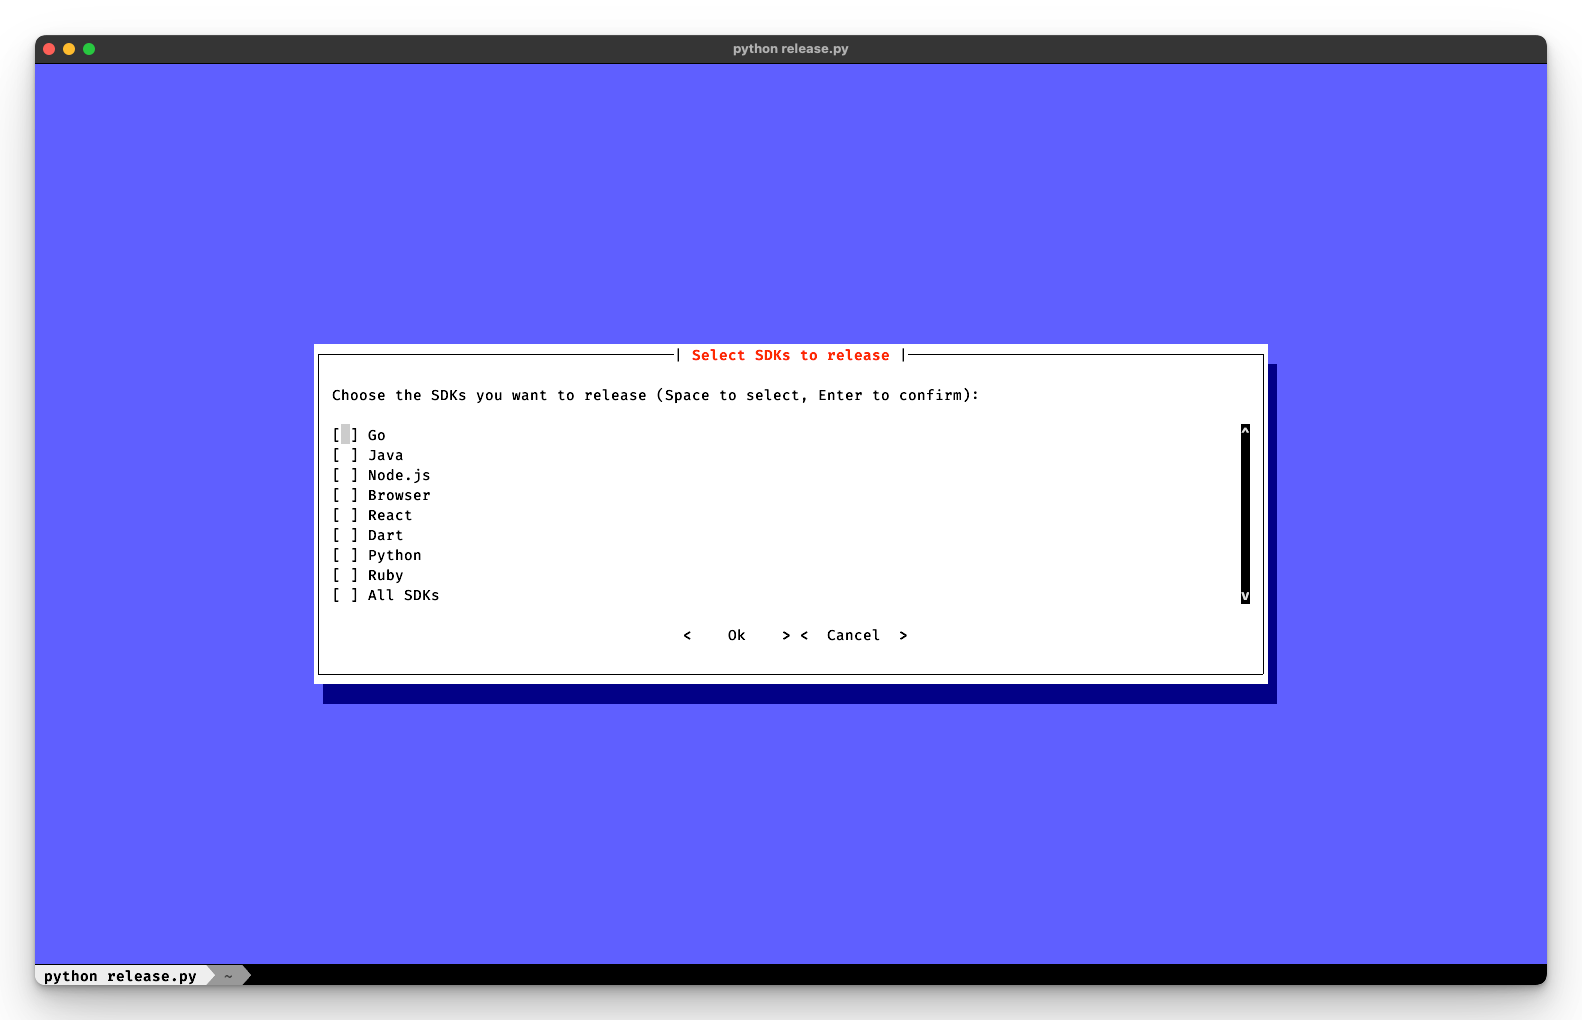 python release.py
| Select SDKs to release |
Choose the SDKs you want to release (Space to select, Enter to confirm):
[ ] Go ^
[ ] Java
[ ] Node.js
[ ] Browser
[ ] React
[ ] Dart
[ ] Python
[ ] Ruby
[ ] All SDKs v
< Ok > < Cancel >
python release.py ~